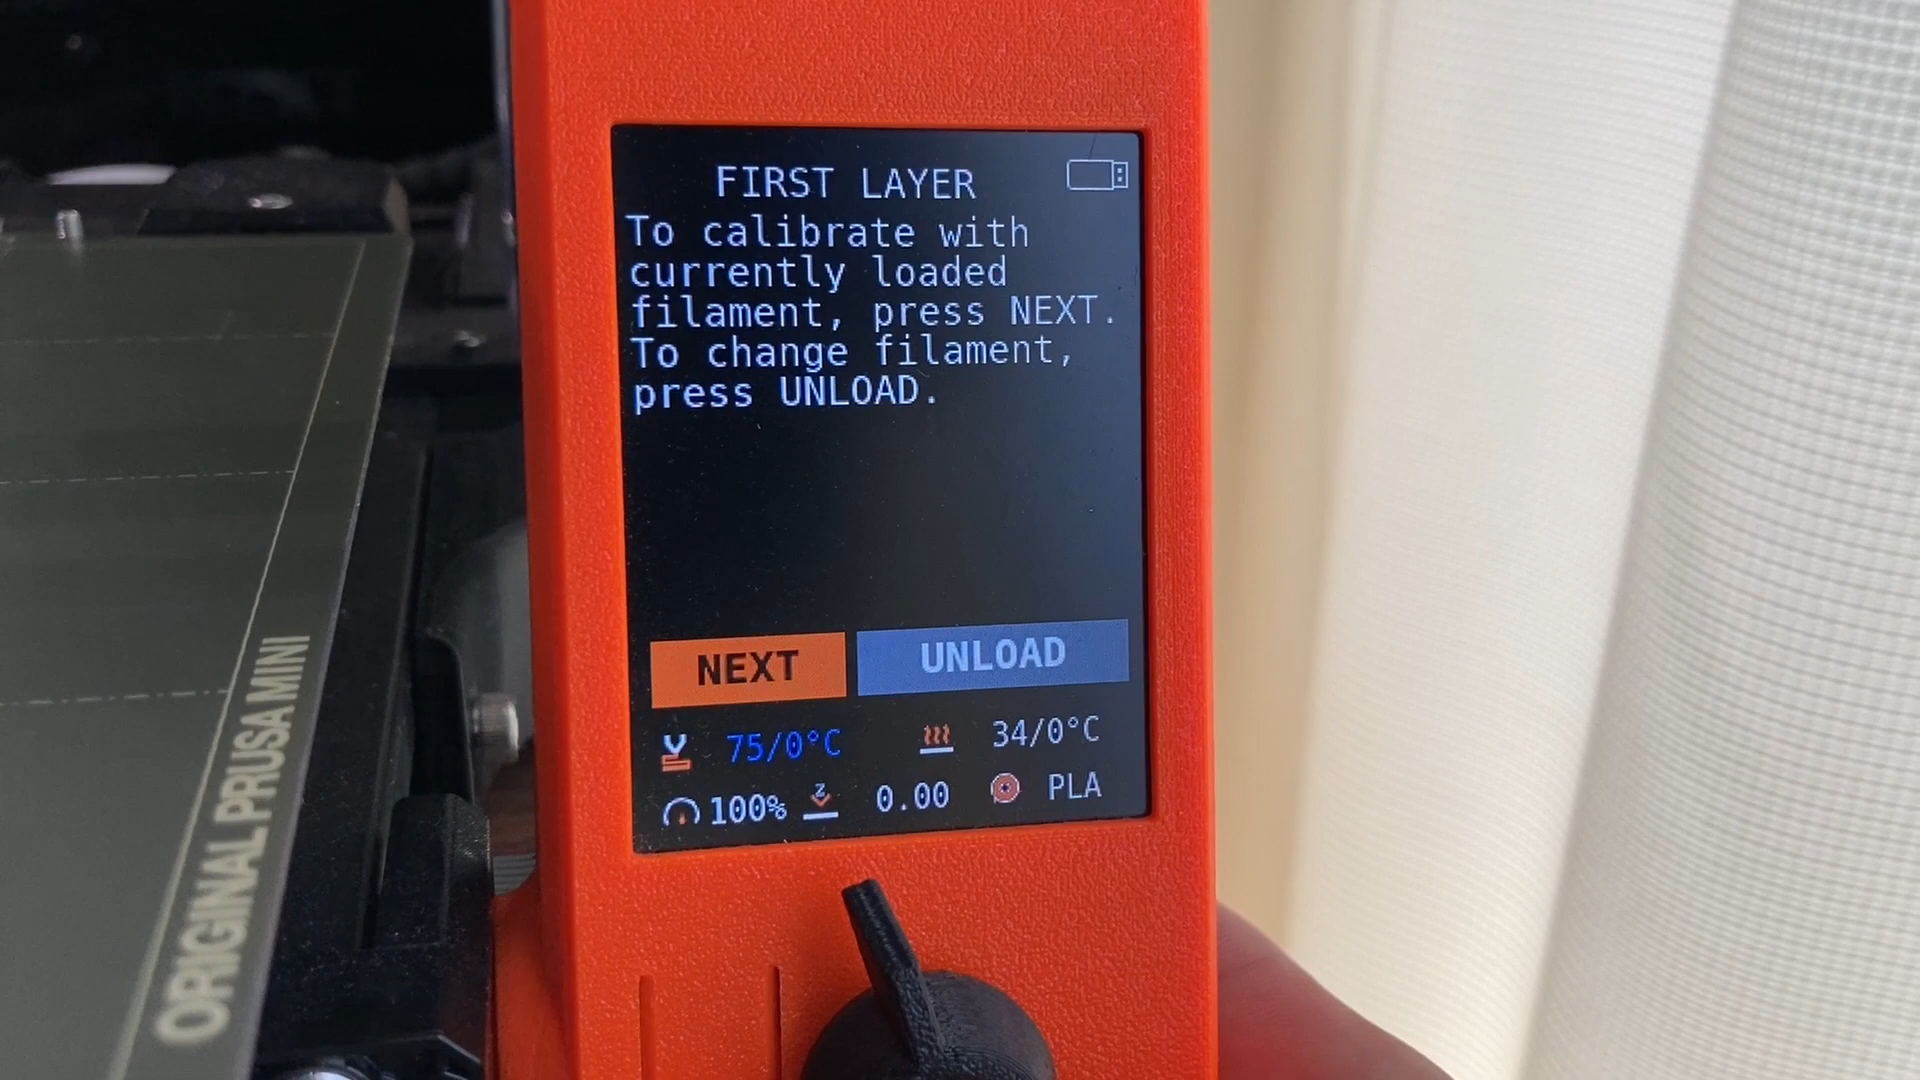 FIRST LAYER
To calibrate with
currently loaded
filament, press NEXT.
To change filament,
press UNLOAD.
NEXT UNLOAD
75/0°C 34/0°C
100% Z 0.00 PLA
ORIGINAL PRUSA MINI